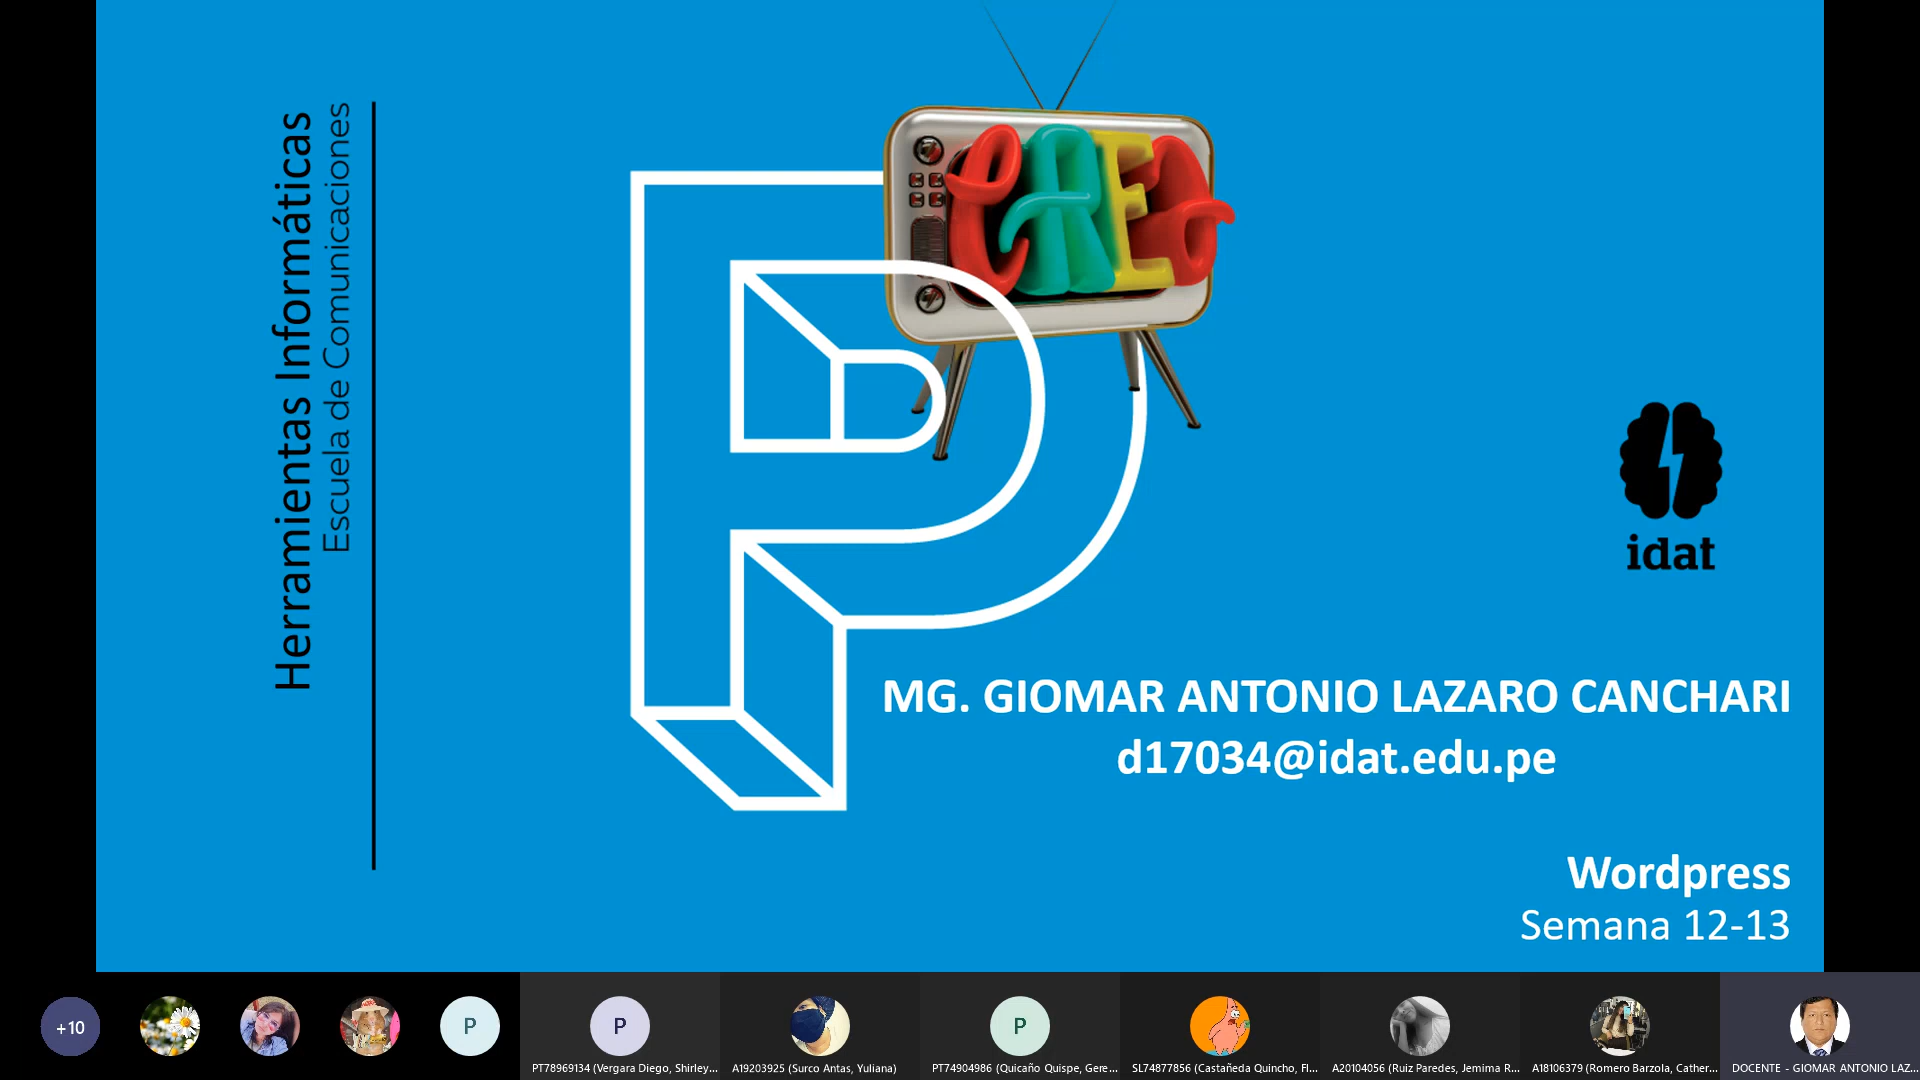 Herramientas Informáticas
Escuela de Comunicaciones
CREO
idat
MG. GIOMAR ANTONIO LAZARO CANCHARI
d17034@idat.edu.pe
Wordpress
Semana 12-13
+10
P
P
P
PT78969134 (Vergara Diego, Shirley...
A19203925 (Surco Antas, Yuliana)
PT74904986 (Quicaño Quispe, Gere...
SL74877856 (Castañeda Quincho, Fl...
A20104056 (Ruiz Paredes, Jemima R...
A18106379 (Romero Barzola, Cather...
DOCENTE - GIOMAR ANTONIO LAZ...